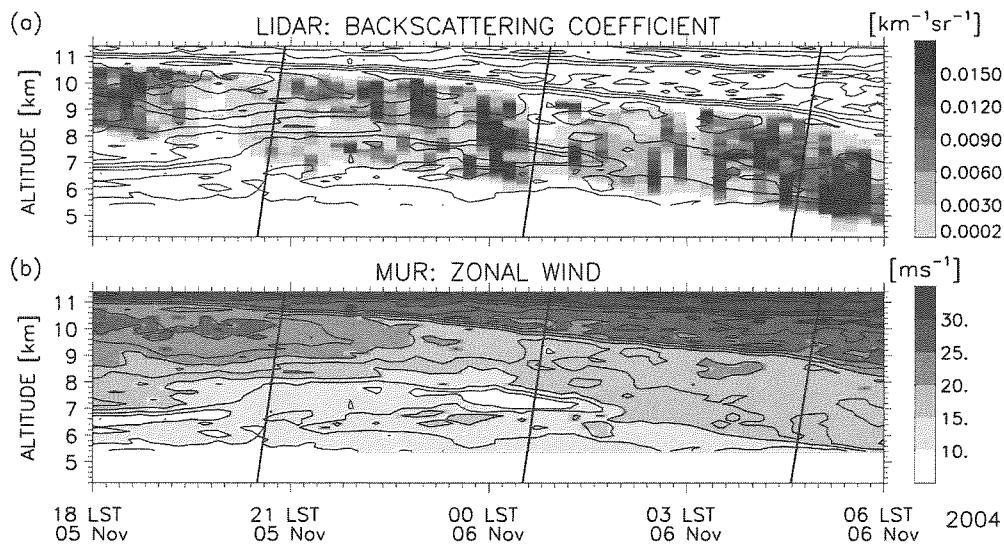 (a)
LIDAR: BACKSCATTERING COEFFICIENT
[km⁻¹sr⁻¹]
ALTITUDE [km]
11
10
9
8
7
6
5
0.0150
0.0120
0.0090
0.0060
0.0030
0.0002
(b)
MUR: ZONAL WIND
[ms⁻¹]
ALTITUDE [km]
11
10
9
8
7
6
5
30.
25.
20.
15.
10.
18 LST 21 LST 00 LST 03 LST 06 LST
05 Nov 05 Nov 06 Nov 06 Nov 06 Nov 2004